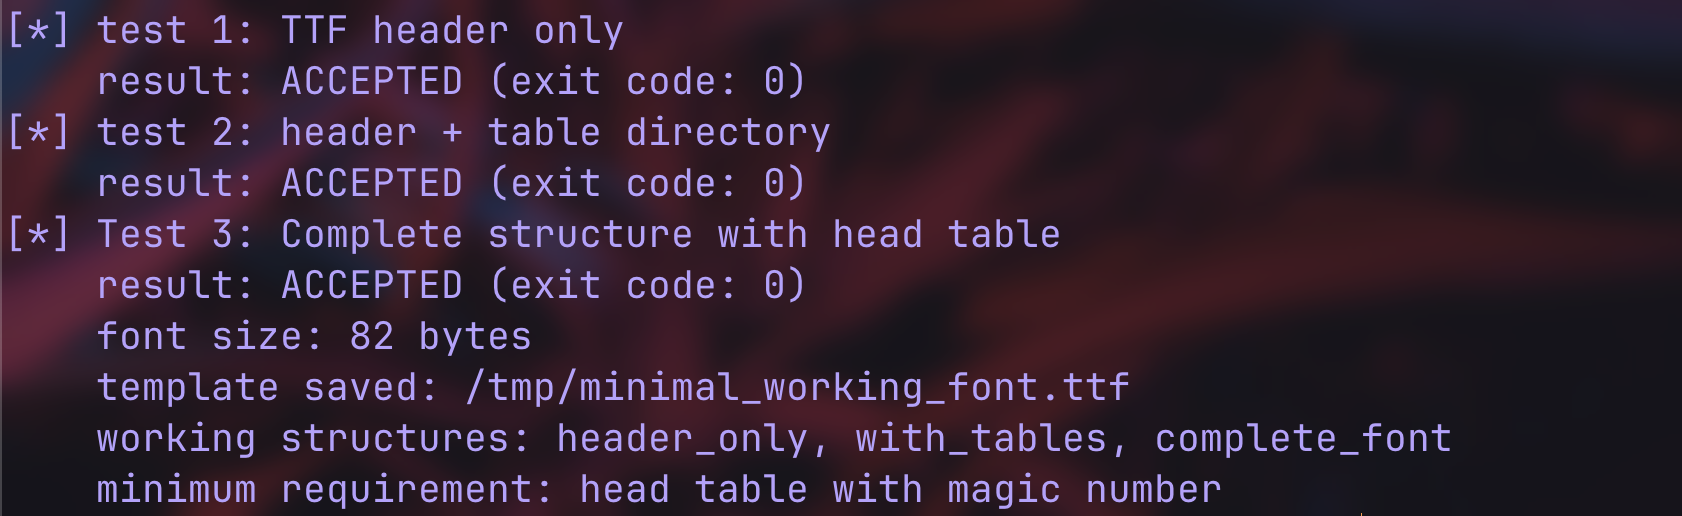 [*] test 1: TTF header only
result: ACCEPTED (exit code: 0)
[*] test 2: header + table directory
result: ACCEPTED (exit code: 0)
[*] Test 3: Complete structure with head table
result: ACCEPTED (exit code: 0)
font size: 82 bytes
template saved: /tmp/minimal_working_font.ttf
working structures: header_only, with_tables, complete_font
minimum requirement: head table with magic number